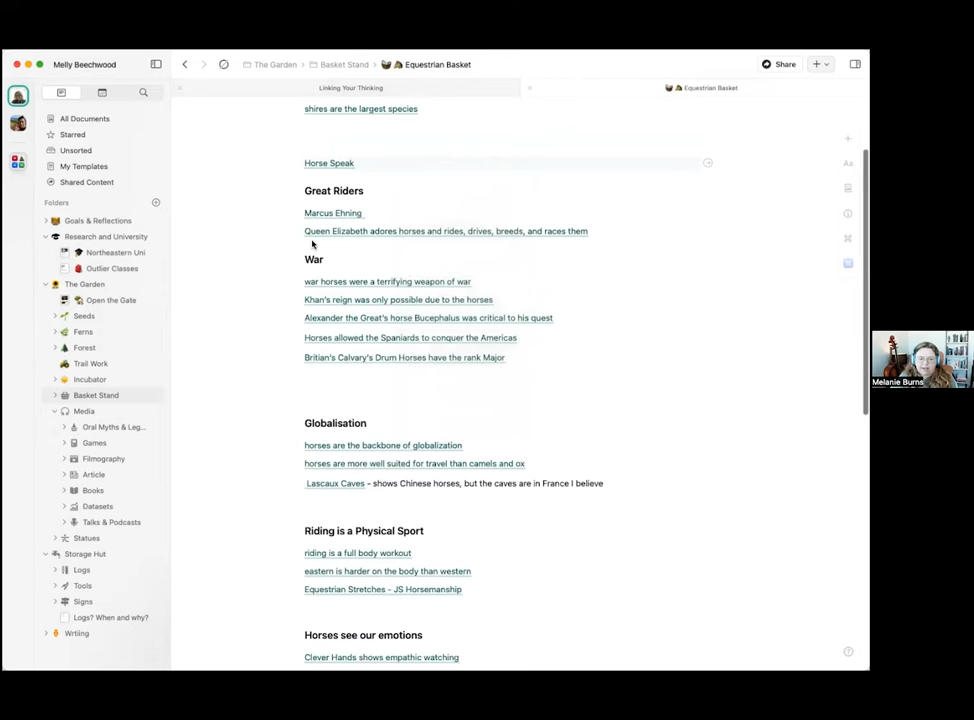 Melly Beechwood
The Garden > Basket Stand > Equestrian Basket
Share
Linking Your Thinking
Equestrian Basket
All Documents
Starred
Unsorted
My Templates
Shared Content
Folders
Goals & Reflections
Research and University
Northeastern Uni
Outlier Classes
The Garden
Open the Gate
Seeds
Ferns
Forest
Trail Work
Incubator
Basket Stand
Media
Oral Myths & Leg...
Games
Filmography
Article
Books
Datasets
Talks & Podcasts
Statues
Storage Hut
Logs
Tools
Signs
Logs? When and why?
Wrtiing
shires are the largest species
Horse Speak
Great Riders
Marcus Ehning
Queen Elizabeth adores horses and rides, drives, breeds, and races them
War
war horses were a terrifying weapon of war
Khan's reign was only possible due to the horses
Alexander the Great's horse Bucephalus was critical to his quest
Horses allowed the Spaniards to conquer the Americas
Britian's Calvary's Drum Horses have the rank Major
Globalisation
horses are the backbone of globalization
horses are more well suited for travel than camels and ox
Lascaux Caves - shows Chinese horses, but the caves are in France I believe
Riding is a Physical Sport
riding is a full body workout
eastern is harder on the body than western
Equestrian Stretches - JS Horsemanship
Horses see our emotions
Clever Hands shows empathic watching
Aa
Melanie Burns